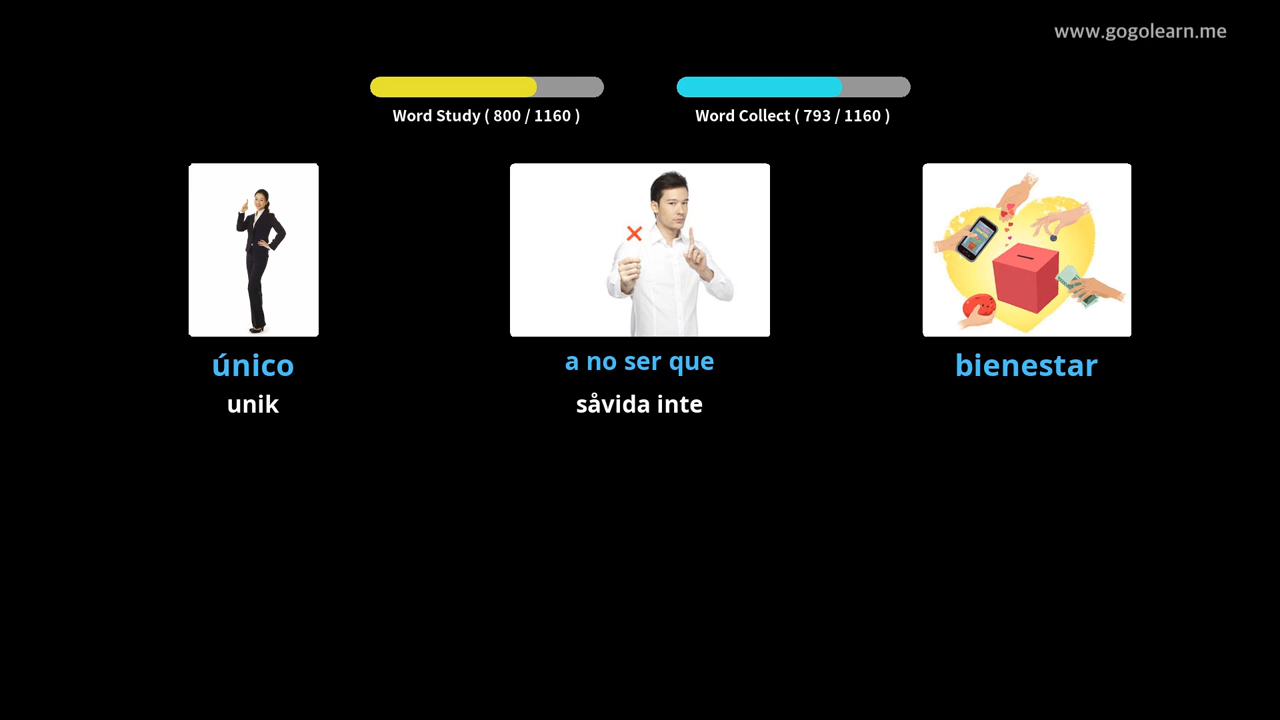 www.gogolearn.me
Word Study ( 800 / 1160 )
Word Collect ( 793 / 1160 )
único
a no ser que
bienestar
unik
såvida inte